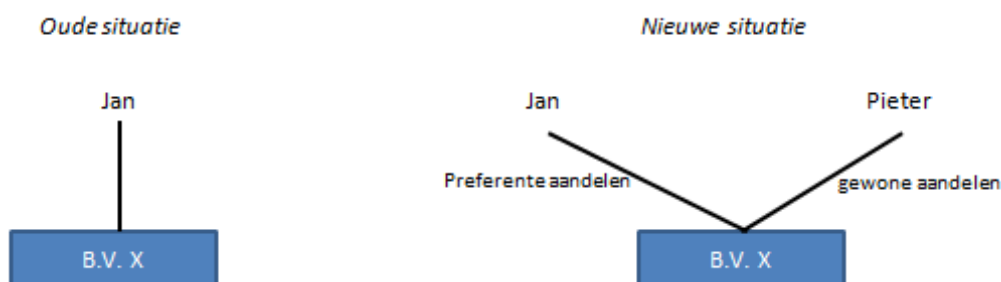 Oude situatie
Nieuwe situatie
Jan
Jan
Pieter
Preferente aandelen
gewone aandelen
B.V. X
B.V. X